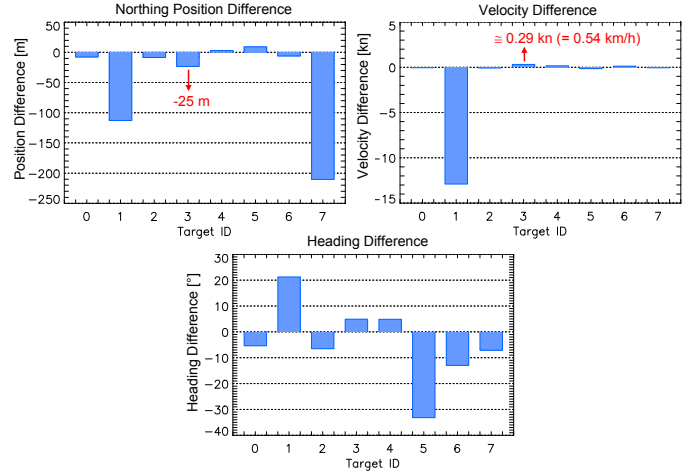 Northing Position Difference
Position Difference [m]
50
0
−50
−100
−150
−200
−250
-25 m
0 1 2 3 4 5 6 7
Target ID
Velocity Difference
Velocity Difference [kn]
5
0
−5
−10
−15
≅ 0.29 kn (= 0.54 km/h)
0 1 2 3 4 5 6 7
Target ID
Heading Difference
Heading Difference [°]
30
20
10
0
−10
−20
−30
−40
0 1 2 3 4 5 6 7
Target ID